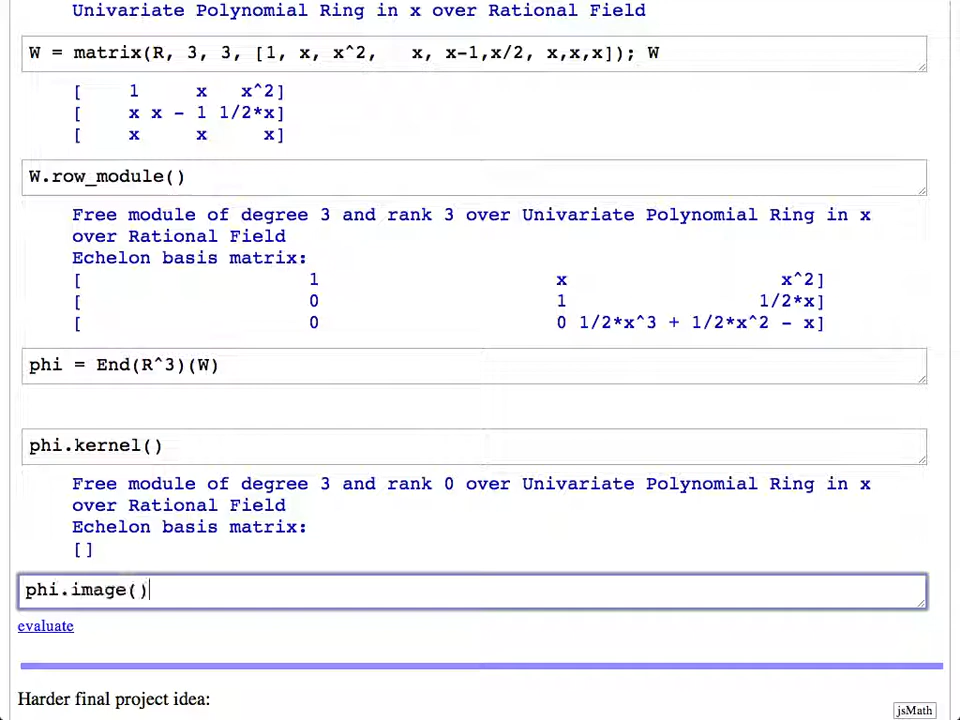 Univariate Polynomial Ring in x over Rational Field
W = matrix(R, 3, 3, [1, x, x^2,   x, x-1,x/2, x,x,x]); W
[     1     x   x^2]
[     x x - 1 1/2*x]
[     x     x     x]
W.row_module()
Free module of degree 3 and rank 3 over Univariate Polynomial Ring in x
over Rational Field
Echelon basis matrix:
[                     1                     x                   x^2]
[                     0                     1                 1/2*x]
[                     0                     0 1/2*x^3 + 1/2*x^2 - x]
phi = End(R^3)(W)
phi.kernel()
Free module of degree 3 and rank 0 over Univariate Polynomial Ring in x
over Rational Field
Echelon basis matrix:
[]
phi.image()
evaluate
Harder final project idea:
jsMath